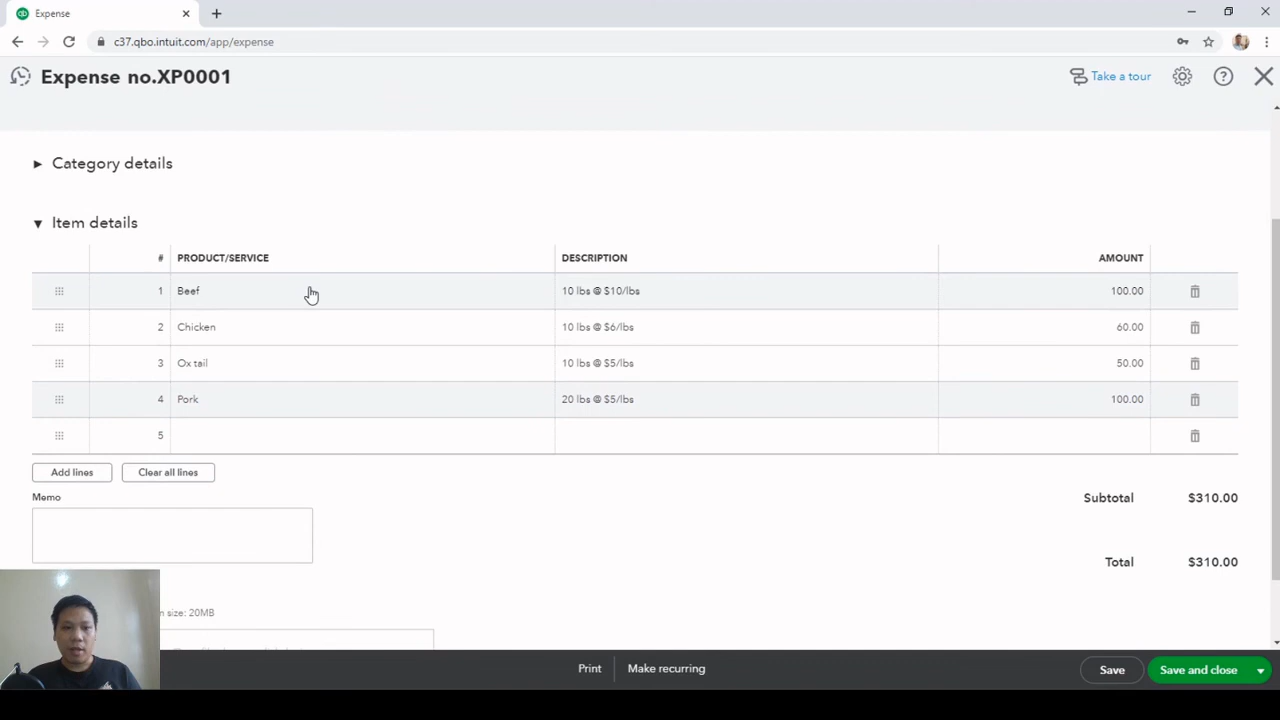 Expense
c37.qbo.intuit.com/app/expense
Expense no.XP0001
Take a tour
Category details
Item details
# PRODUCT/SERVICE DESCRIPTION AMOUNT
1 Beef 10 lbs @ $10/lbs 100.00
2 Chicken 10 lbs @ $6/lbs 60.00
3 Ox tail 10 lbs @ $5/lbs 50.00
4 Pork 20 lbs @ $5/lbs 100.00
5
Add lines Clear all lines
Memo
Subtotal $310.00
Total $310.00
size: 20MB
Print Make recurring Save Save and close